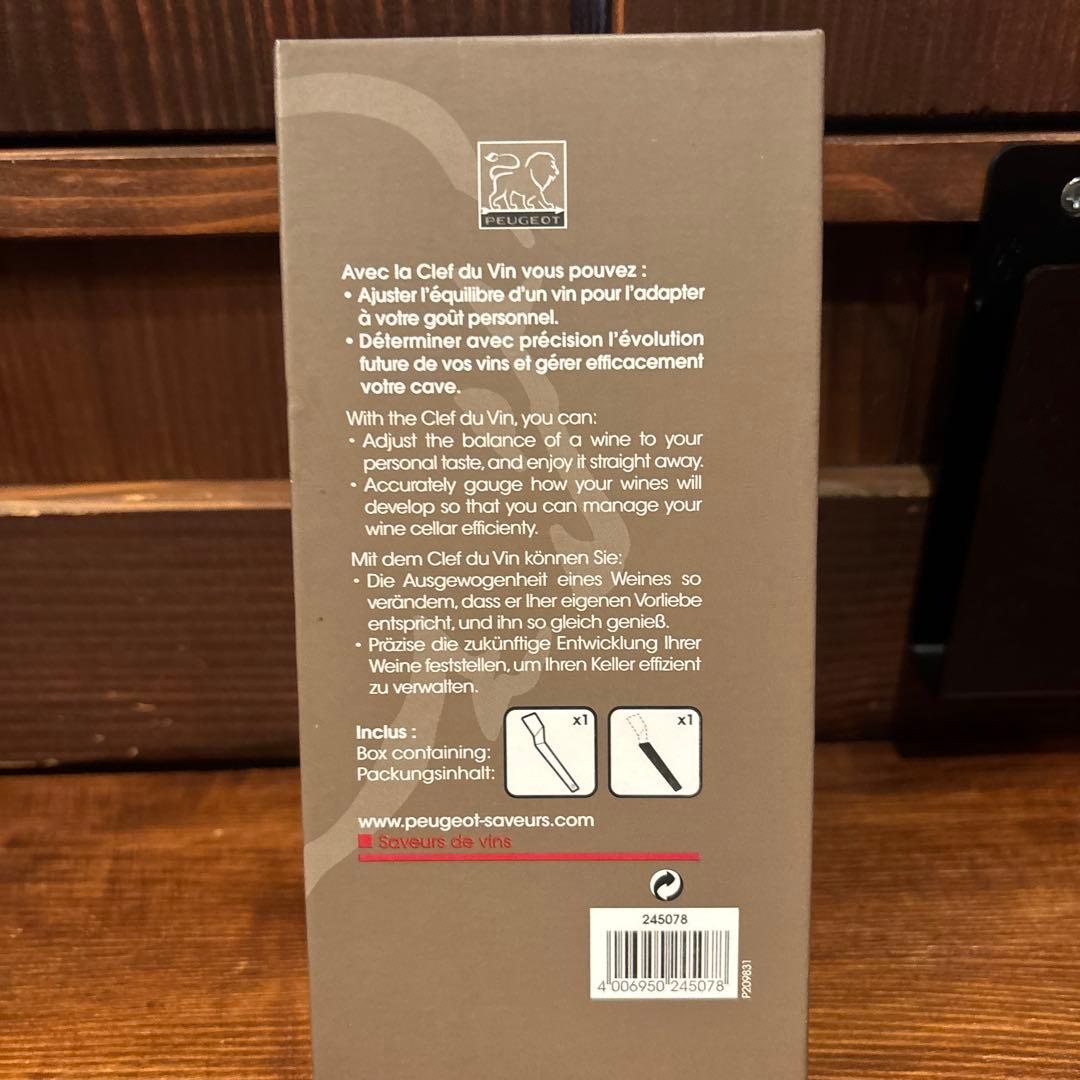 PEUGEOT
Avec la Clef du Vin vous pouvez :
• Ajuster l'équilibre d'un vin pour l'adapter
à votre goût personnel.
• Déterminer avec précision l'évolution
future de vos vins et gérer efficacement
votre cave.
With the Clef du Vin, you can:
• Adjust the balance of a wine to your
personal taste, and enjoy it straight away.
• Accurately gauge how your wines will
develop so that you can manage your
wine cellar efficienty.
Mit dem Clef du Vin können Sie:
• Die Ausgewogenheit eines Weines so
verändern, dass er Iher eigenen Vorliebe
entspricht, und ihn so gleich genieß.
• Präzise die zukünftige Entwicklung Ihrer
Weine feststellen, um Ihren Keller effizient
zu verwalten.
Inclus :
Box containing:
Packungsinhalt:
x1
x1
www.peugeot-saveurs.com
Saveurs de vins
245078
4 006950 245078
P209831